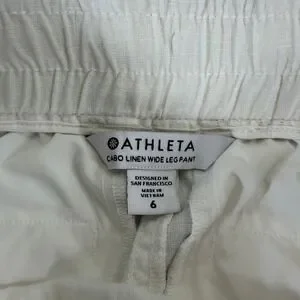 ATHLETA
CABO LINEN WIDE LEG PANT
DESIGNED IN
SAN FRANCISCO
MADE IN
VIETNAM
6